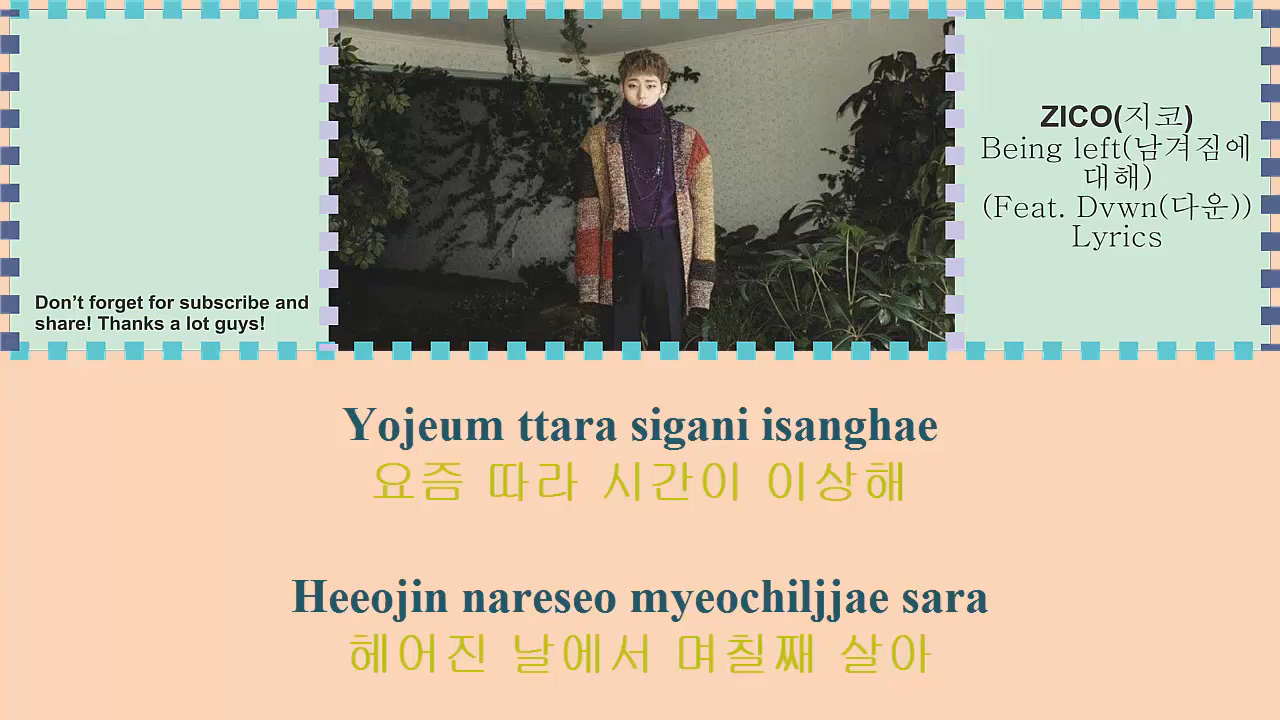 Don't forget for subscribe and
share! Thanks a lot guys!
ZICO(지코)
Being left(남겨짐에
대해)
(Feat. Dvwn(다운))
Lyrics
Yojeum ttara sigani isanghae
요즘 따라 시간이 이상해
Heeojin nareseo myeochiljjae sara
헤어진 날에서 며칠째 살아